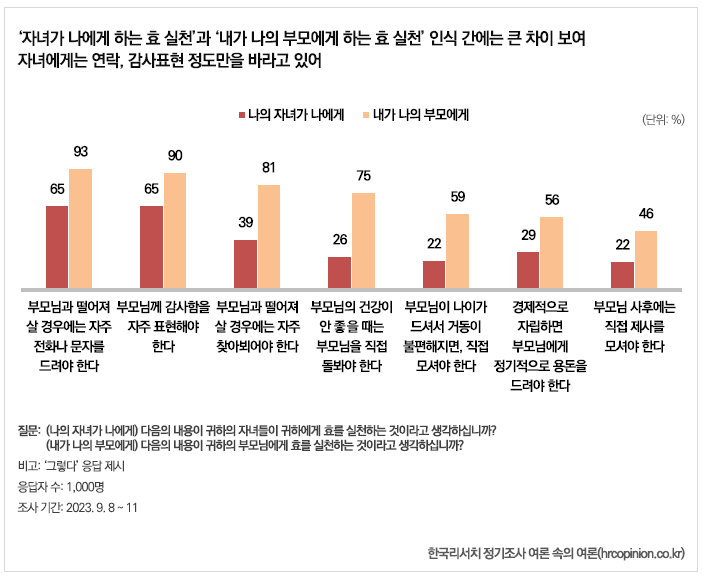 ‘자녀가 나에게 하는 효 실천’과 ‘내가 나의 부모에게 하는 효 실천’ 인식 간에는 큰 차이 보여
자녀에게는 연락, 감사표현 정도만을 바라고 있어
나의 자녀가 나에게 내가 나의 부모에게
(단위: %)
65 93
65 90
39 81
26 75
22 59
29 56
22 46
부모님과 떨어져
살 경우에는 자주
전화나 문자를
드려야 한다
부모님께 감사함을
자주 표현해야
한다
부모님과 떨어져
살 경우에는 자주
찾아뵈어야 한다
부모님의 건강이
안 좋을 때는
부모님을 직접
돌봐야 한다
부모님이 나이가
드셔서 거동이
불편해지면, 직접
모셔야 한다
경제적으로
자립하면
부모님에게
정기적으로 용돈을
드려야 한다
부모님 사후에는
직접 제사를
모셔야 한다
질문: (나의 자녀가 나에게) 다음의 내용이 귀하의 자녀들이 귀하에게 효를 실천하는 것이라고 생각하십니까?
(내가 나의 부모에게) 다음의 내용이 귀하의 부모님에게 효를 실천하는 것이라고 생각하십니까?
비고: ‘그렇다’ 응답 제시
응답자 수: 1,000명
조사 기간: 2023. 9. 8 ~ 11
한국리서치 정기조사 여론 속의 여론(hrcopinion.co.kr)